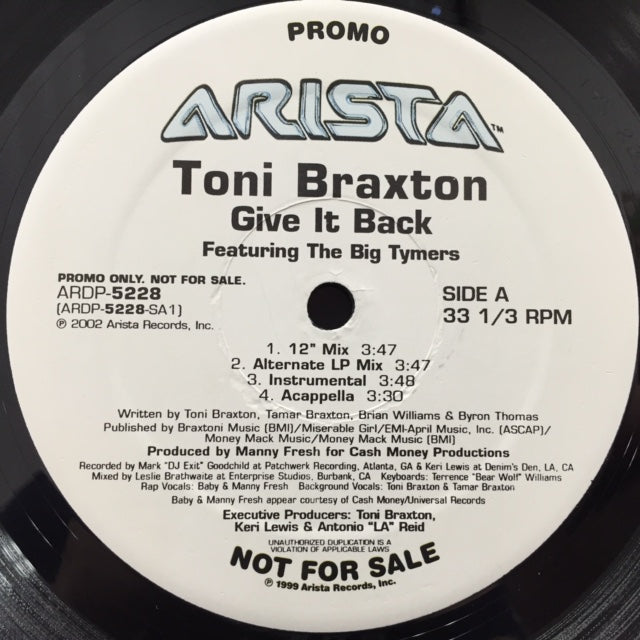 PROMO
ARISTA™
Toni Braxton
Give It Back
Featuring The Big Tymers
PROMO ONLY. NOT FOR SALE.
ARDP-5228
(ARDP-5228-SA1)
℗ 2002 Arista Records, Inc.
SIDE A
33 1/3 RPM
1. 12" Mix 3:47
2. Alternate LP Mix 3:47
3. Instrumental 3:48
4. Acappella 3:30
Written by Toni Braxton, Tamar Braxton, Brian Williams & Byron Thomas
Published by Braxtoni Music (BMI)/Miserable Girl/EMI-April Music, Inc. (ASCAP)/
Money Mack Music/Money Mack Music (BMI)
Produced by Manny Fresh for Cash Money Productions
Recorded by Mark "DJ Exit" Goodchild at Patchwerk Recording, Atlanta, GA & Keri Lewis at Denim's Den, LA, CA
Mixed by Leslie Brathwaite at Enterprise Studios, Burbank, CA Keyboards: Terrence "Bear Wolf" Williams
Rap Vocals: Baby & Manny Fresh Background Vocals: Toni Braxton & Tamar Braxton
Baby & Manny Fresh appear courtesy of Cash Money/Universal Records
Executive Producers: Toni Braxton,
Keri Lewis & Antonio "LA" Reid
UNAUTHORIZED DUPLICATION IS A
VIOLATION OF APPLICABLE LAWS
NOT FOR SALE
℗ 1999 Arista Records, Inc.